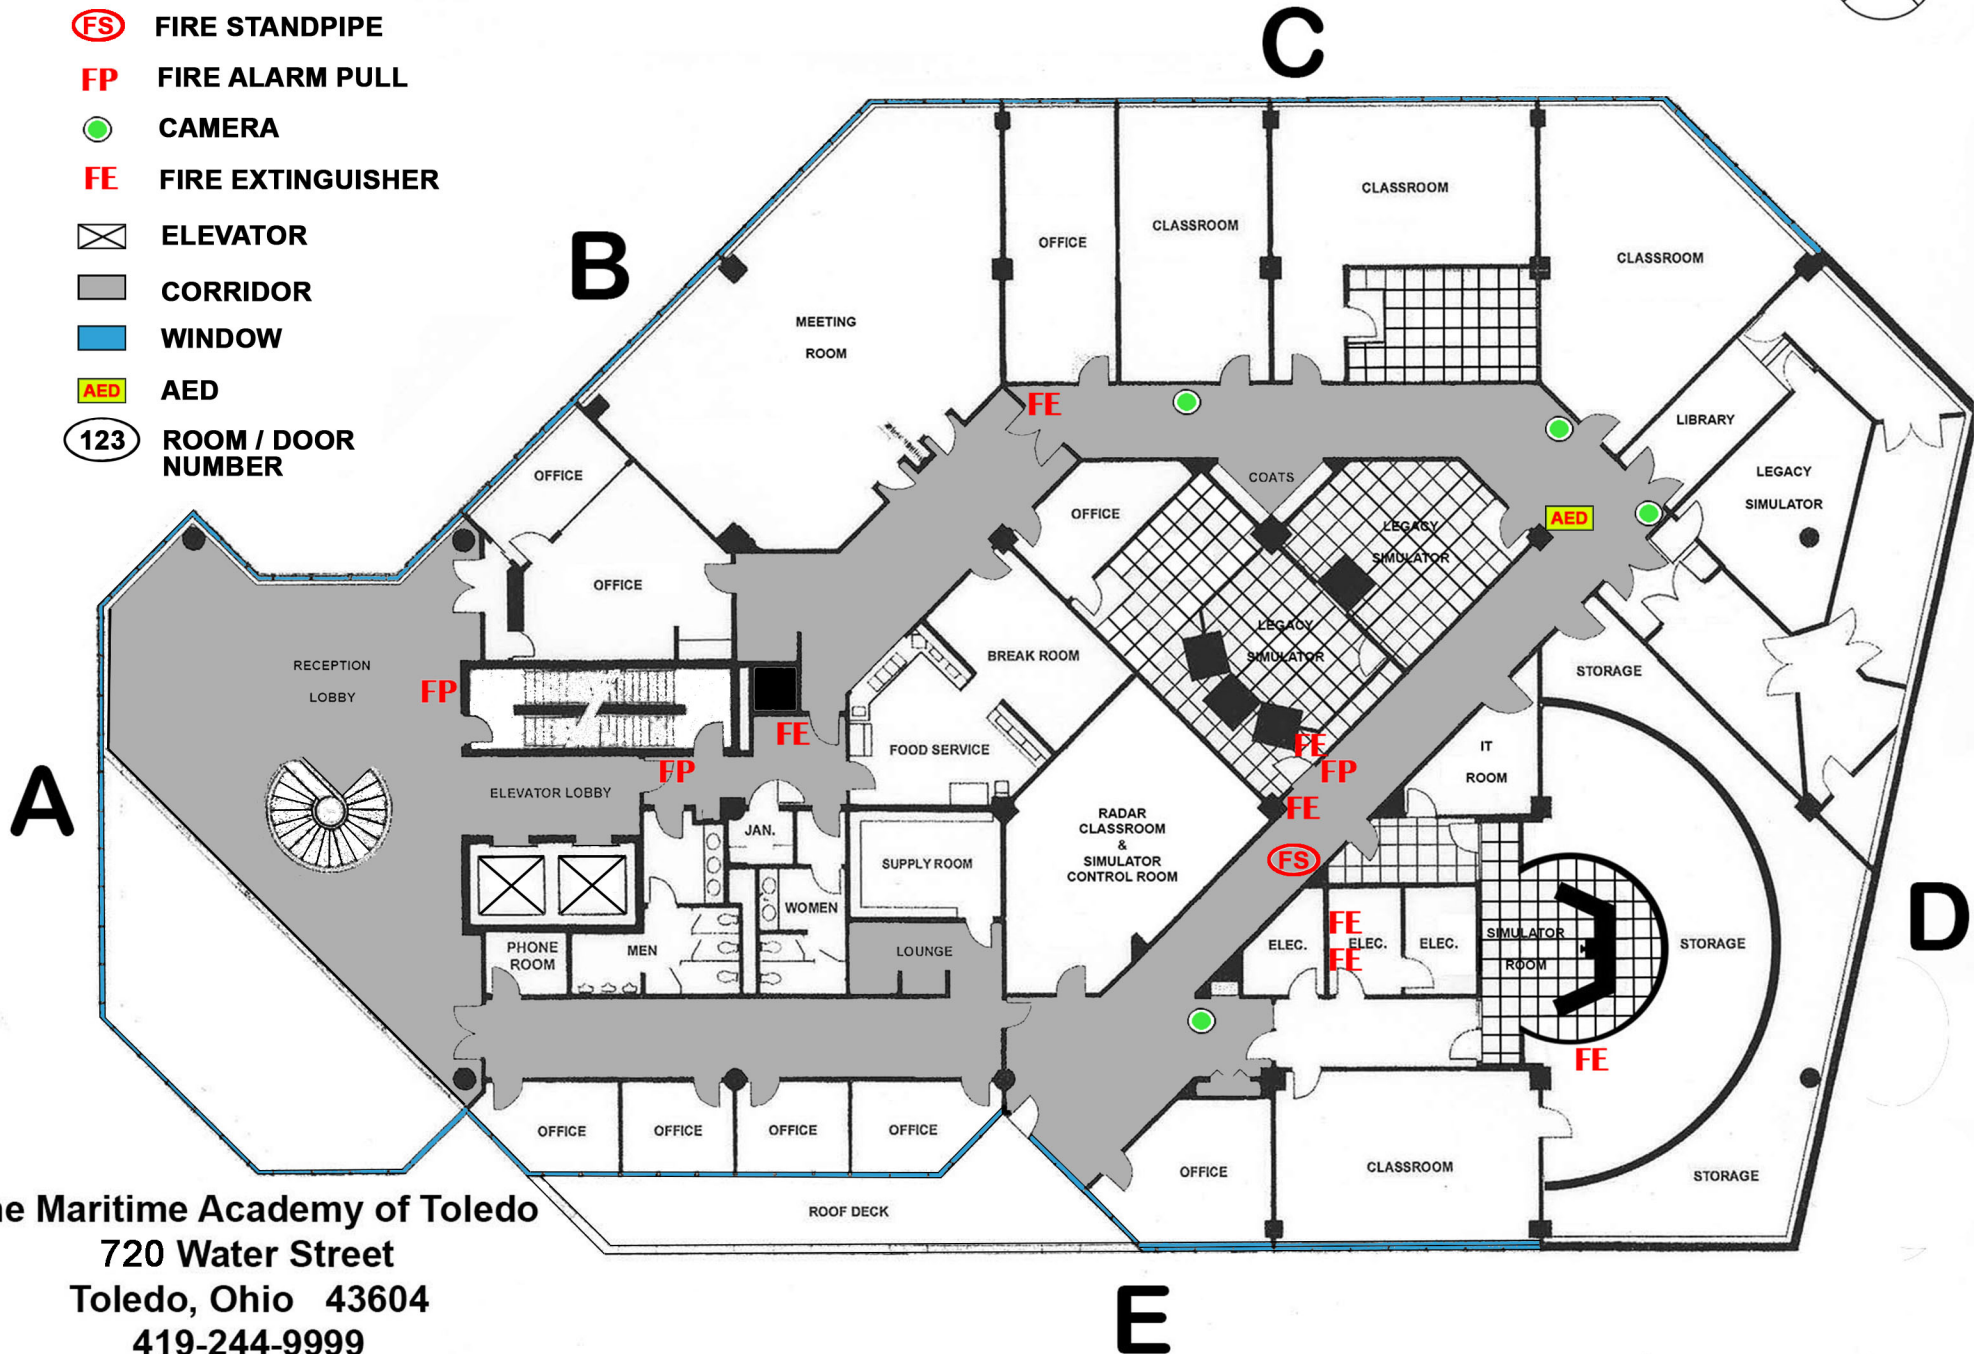 FS FIRE STANDPIPE
FP FIRE ALARM PULL
CAMERA
FE FIRE EXTINGUISHER
ELEVATOR
CORRIDOR
WINDOW
AED AED
123 ROOM / DOOR
NUMBER
C
B
A
D
E
CLASSROOM
CLASSROOM
OFFICE
CLASSROOM
MEETING
ROOM
FE
LIBRARY
OFFICE
COATS
LEGACY
SIMULATOR
OFFICE
AED
LEGACY
SIMULATOR
OFFICE
LEGACY
SIMULATOR
BREAK ROOM
RECEPTION
LOBBY
STORAGE
FP
FE
FOOD SERVICE
FE
FP
FE
IT
ROOM
FP
ELEVATOR LOBBY
RADAR
CLASSROOM
&
SIMULATOR
CONTROL ROOM
JAN.
SUPPLY ROOM
FS
WOMEN
FE
FE
MEN
PHONE
ROOM
LOUNGE
ELEC.
ELEC.
ELEC.
SIMULATOR
ROOM
STORAGE
FE
OFFICE
OFFICE
OFFICE
OFFICE
OFFICE
CLASSROOM
STORAGE
ROOF DECK
e Maritime Academy of Toledo
720 Water Street
Toledo, Ohio 43604
419-244-9999